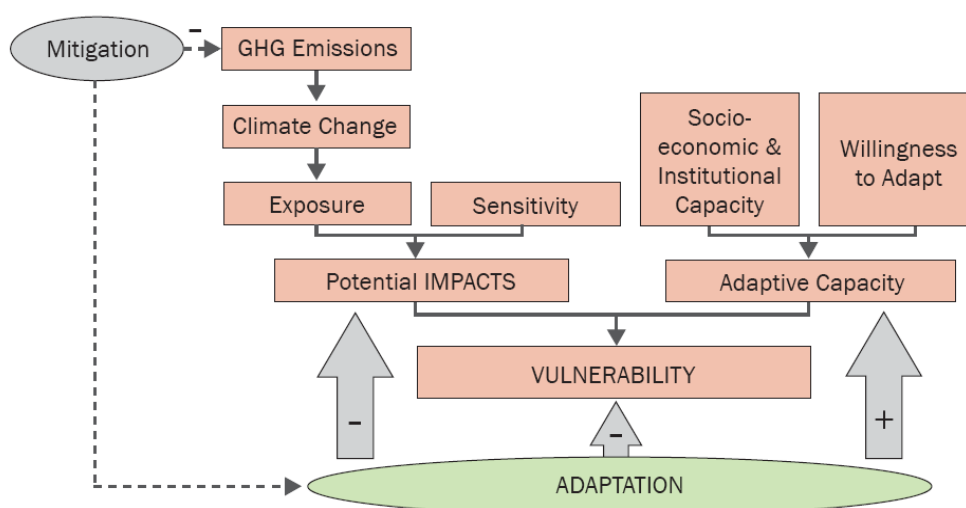 Mitigation
-
GHG Emissions
Climate Change
Exposure
Sensitivity
Socio-
economic &
Institutional
Capacity
Willingness
to Adapt
Potential IMPACTS
Adaptive Capacity
VULNERABILITY
-
-
+
ADAPTATION